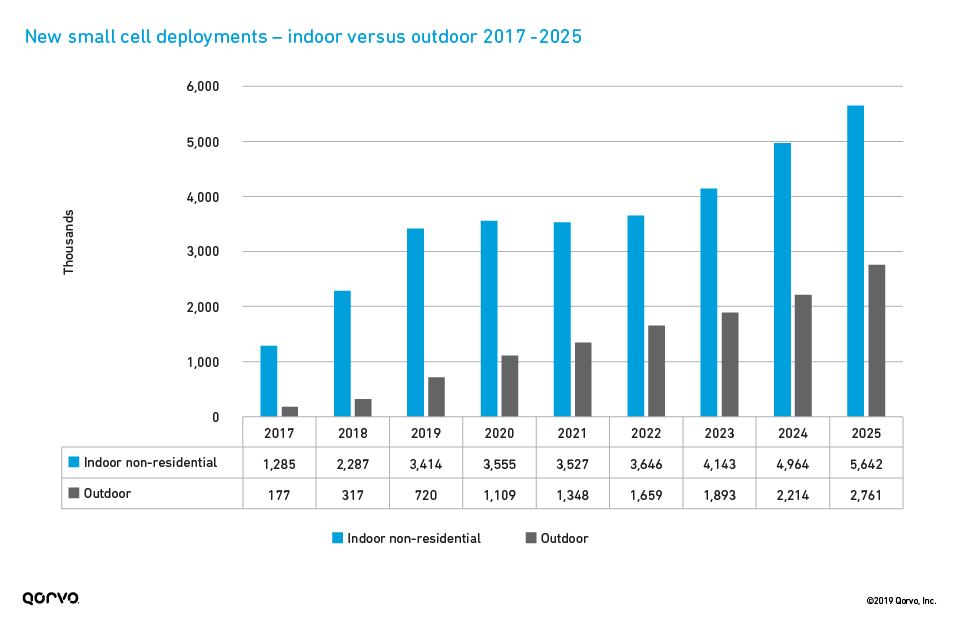 New small cell deployments – indoor versus outdoor 2017 -2025
6,000
5,000
4,000
3,000
2,000
1,000
0
Thousands
2017 2018 2019 2020 2021 2022 2023 2024 2025
Indoor non-residential 1,285 2,287 3,414 3,555 3,527 3,646 4,143 4,964 5,642
Outdoor 177 317 720 1,109 1,348 1,659 1,893 2,214 2,761
Indoor non-residential Outdoor
QORVO
©2019 Qorvo, Inc.